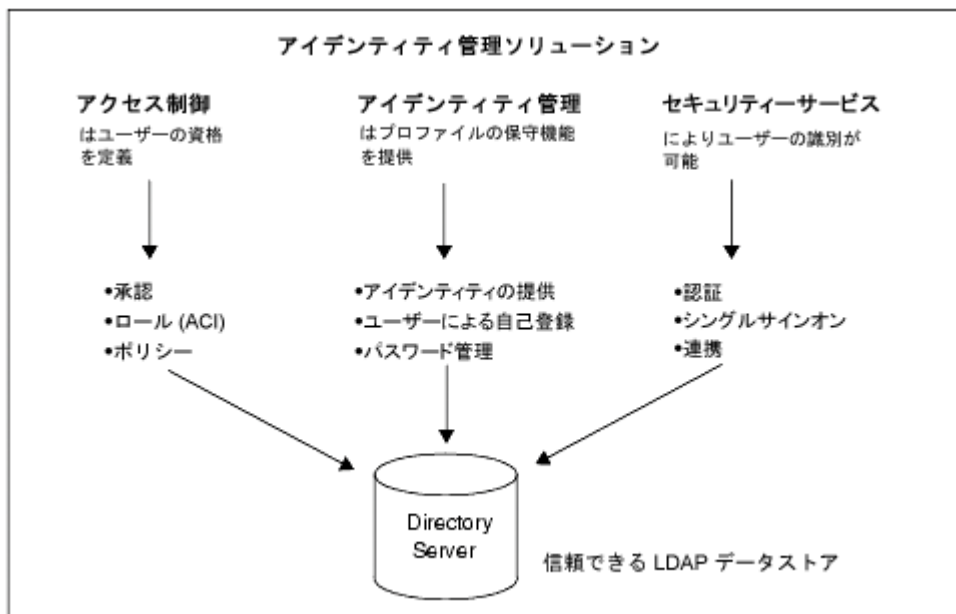 アイデンティティ管理ソリューション
アクセス制御
はユーザーの資格
を定義
アイデンティティ管理
はプロファイルの保守機能
を提供
セキュリティーサービス
によりユーザーの識別が
可能
•承認
•ロール (ACI)
•ポリシー
•アイデンティティの提供
•ユーザーによる自己登録
•パスワード管理
•認証
•シングルサインオン
•連携
Directory
Server
信頼できる LDAP データストア